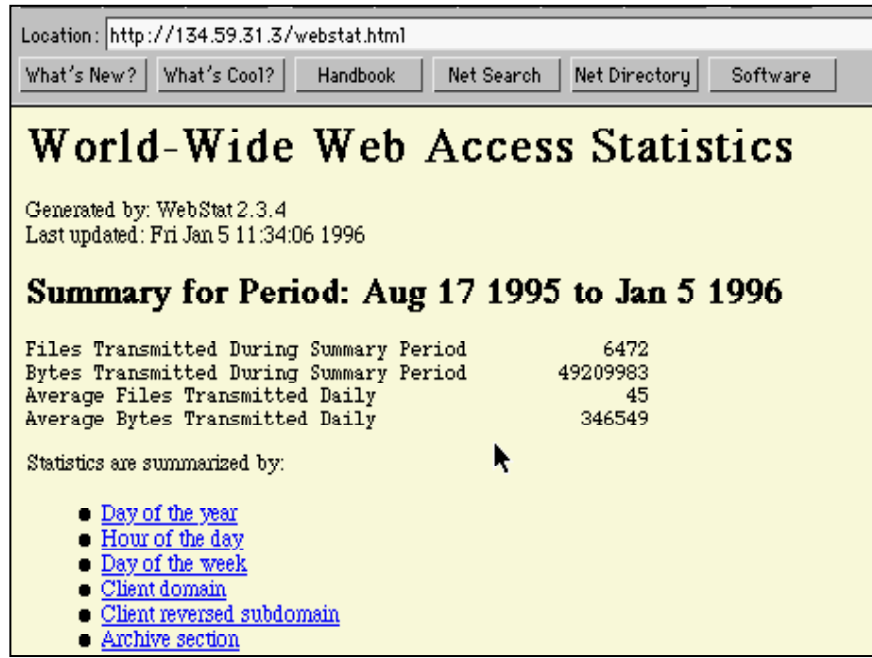 Location: http://134.59.31.3/webstat.html
What's New? What's Cool? Handbook Net Search Net Directory Software
World-Wide Web Access Statistics
Generated by: WebStat 2.3.4
Last updated: Fri Jan 5 11:34:06 1996
Summary for Period: Aug 17 1995 to Jan 5 1996
Files Transmitted During Summary Period 6472
Bytes Transmitted During Summary Period 49209983
Average Files Transmitted Daily 45
Average Bytes Transmitted Daily 346549
Statistics are summarized by:
Day of the year
Hour of the day
Day of the week
Client domain
Client reversed subdomain
Archive section